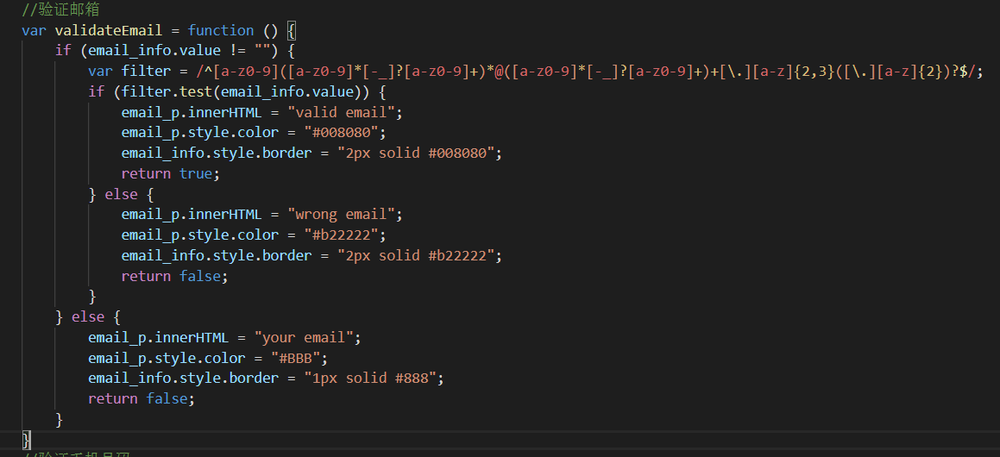 //验证邮箱
var validateEmail = function () {
    if (email_info.value != "") {
        var filter = /^[a-z0-9]([a-z0-9]*[-_]?[a-z0-9]+)*@([a-z0-9]*[-_]?[a-z0-9]+)+[\.][a-z]{2,3}([\.][a-z]{2})?$/;
        if (filter.test(email_info.value)) {
            email_p.innerHTML = "valid email";
            email_p.style.color = "#008080";
            email_info.style.border = "2px solid #008080";
            return true;
        } else {
            email_p.innerHTML = "wrong email";
            email_p.style.color = "#b22222";
            email_info.style.border = "2px solid #b22222";
            return false;
        }
    } else {
        email_p.innerHTML = "your email";
        email_p.style.color = "#BBB";
        email_info.style.border = "1px solid #888";
        return false;
    }
}